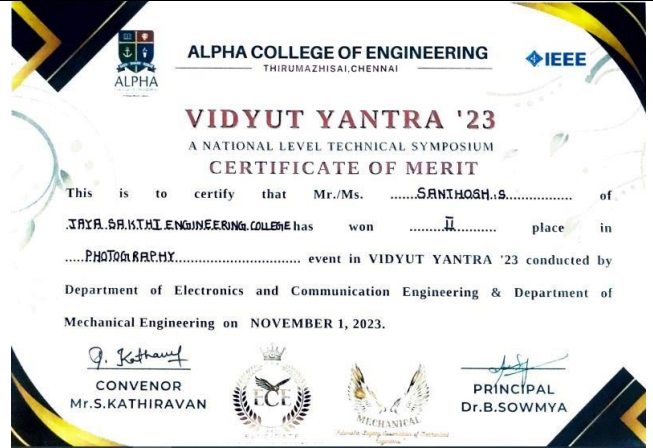 ALPHA
ALPHA COLLEGE OF ENGINEERING
THIRUMAZHISAI,CHENNAI
IEEE
VIDYUT YANTRA '23
A NATIONAL LEVEL TECHNICAL SYMPOSIUM
CERTIFICATE OF MERIT
This is to certify that Mr./Ms. ......SANTHOSH.S................ of
JAYA SAKTHI ENGINEERING COLLEGE has won ..........II.......... place in
.....PHOTOGRAPHY.............................. event in VIDYUT YANTRA '23 conducted by
Department of Electronics and Communication Engineering & Department of
Mechanical Engineering on NOVEMBER 1, 2023.
CONVENOR
Mr.S.KATHIRAVAN
ECE
MECHANICAL
PRINCIPAL
Dr.B.SOWMYA